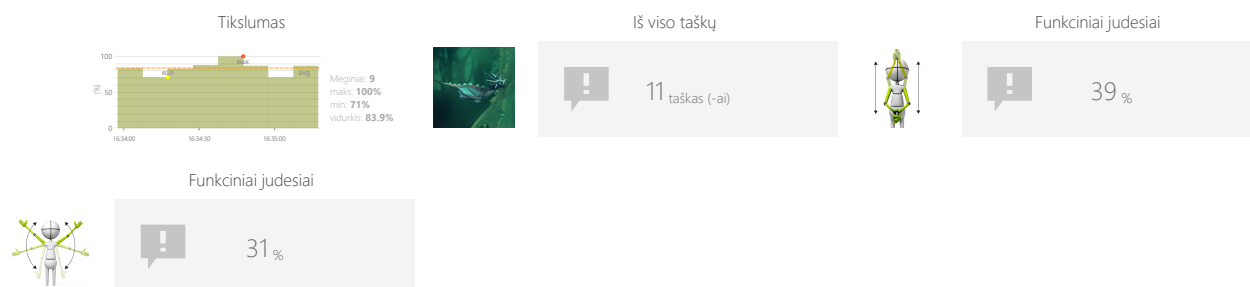 Tikslumas
100
50
0
[%]
min
max
avg
16:34:00
16:34:30
16:35:00
Mėginiai: 9
maks: 100%
min: 71%
vidurkis: 83.9%
Iš viso taškų
11 taškas (-ai)
Funkciniai judesiai
39 %
Funkciniai judesiai
31 %